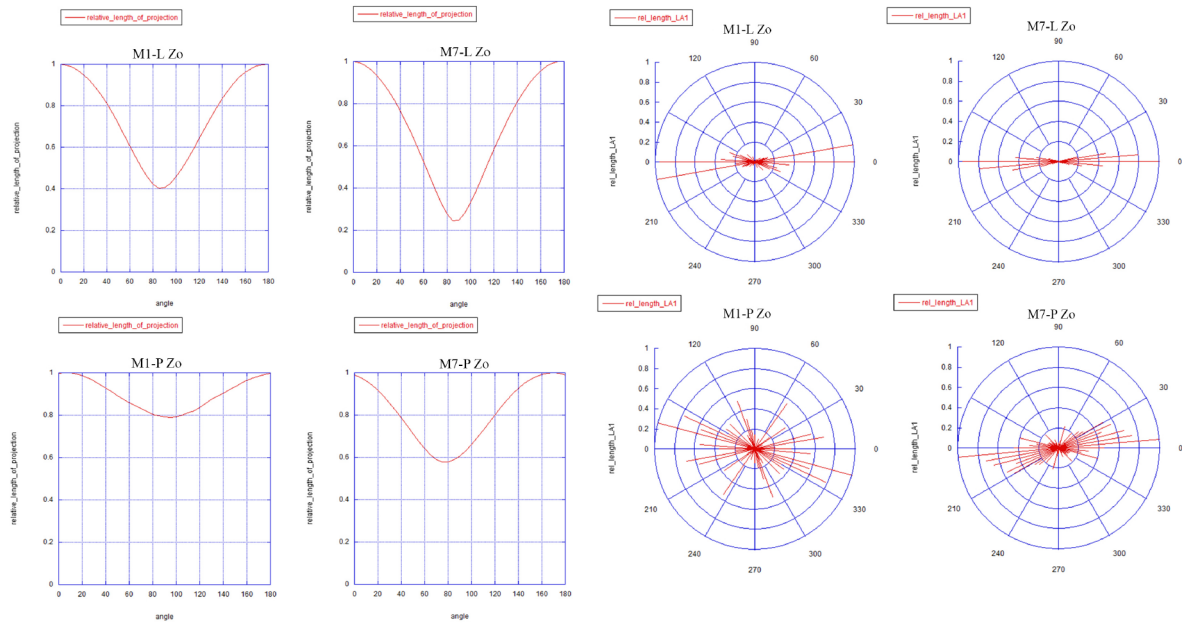 relative_length_of_projection
M1-L Zo
1
0.8
0.6
0.4
0.2
0
0 20 40 60 80 100 120 140 160 180
relative_length_of_projection
angle
relative_length_of_projection
M7-L Zo
1
0.8
0.6
0.4
0.2
0
0 20 40 60 80 100 120 140 160 180
relative_length_of_projection
angle
rel_length_LA1
M1-L Zo
90
120 60
30
0
210 330
240 300
270
1
0.8
0.6
0.4
0.2
0
rel_length_LA1
rel_length_LA1
M7-L Zo
90
120 60
30
0
210 330
240 300
270
1
0.8
0.6
0.4
0.2
0
rel_length_LA1
relative_length_of_projection
M1-P Zo
1
0.8
0.6
0.4
0.2
0
0 20 40 60 80 100 120 140 160 180
relative_length_of_projection
angle
relative_length_of_projection
M7-P Zo
1
0.8
0.6
0.4
0.2
0
0 20 40 60 80 100 120 140 160 180
relative_length_of_projection
angle
rel_length_LA1
M1-P Zo
90
120 60
30
0
210 330
240 300
270
1
0.8
0.6
0.4
0.2
0
rel_length_LA1
rel_length_LA1
M7-P Zo
90
120 60
30
0
210 330
240 300
270
1
0.8
0.6
0.4
0.2
0
rel_length_LA1